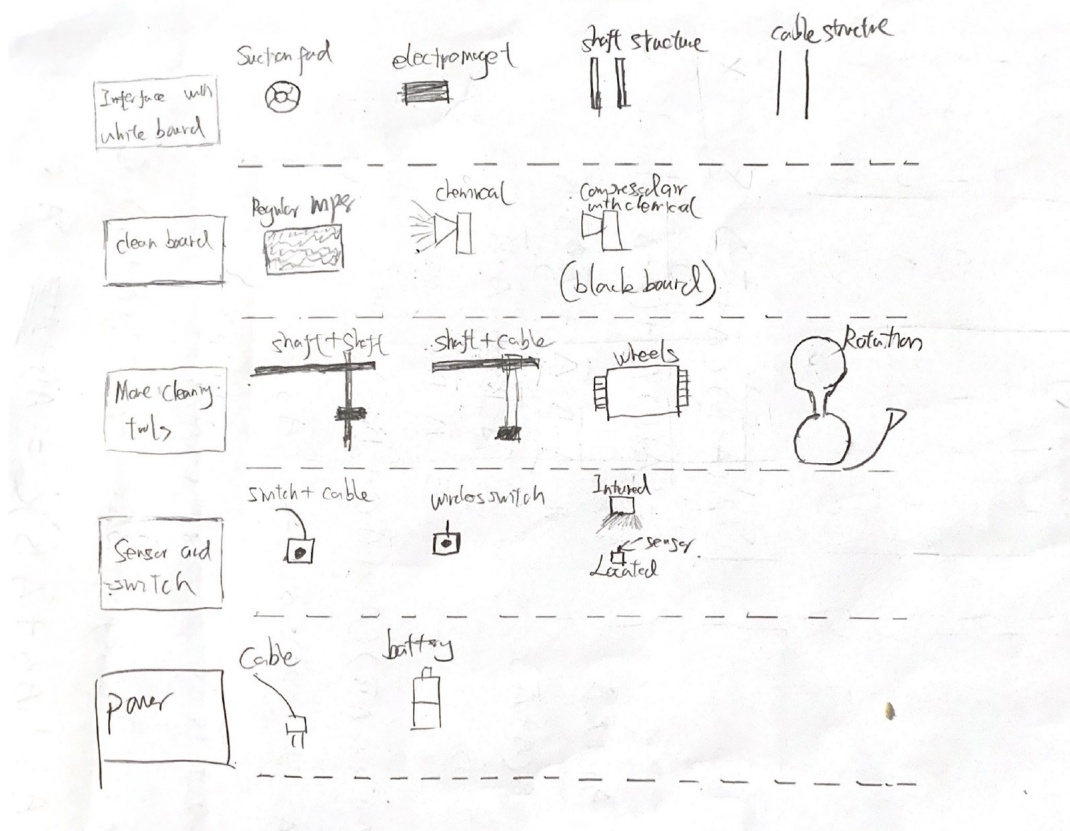 Interface with
white board
Suction pad
electromaget
shaft structure
cable structure
clean board
Regular
chemical
Compressed air
with chemical
(black board)
Move cleaning
tools
shaft + shaft
shaft + cable
wheels
Rotation
Sensor and
switch
switch + cable
wireless switch
sensor
Located
power
Cable
battery